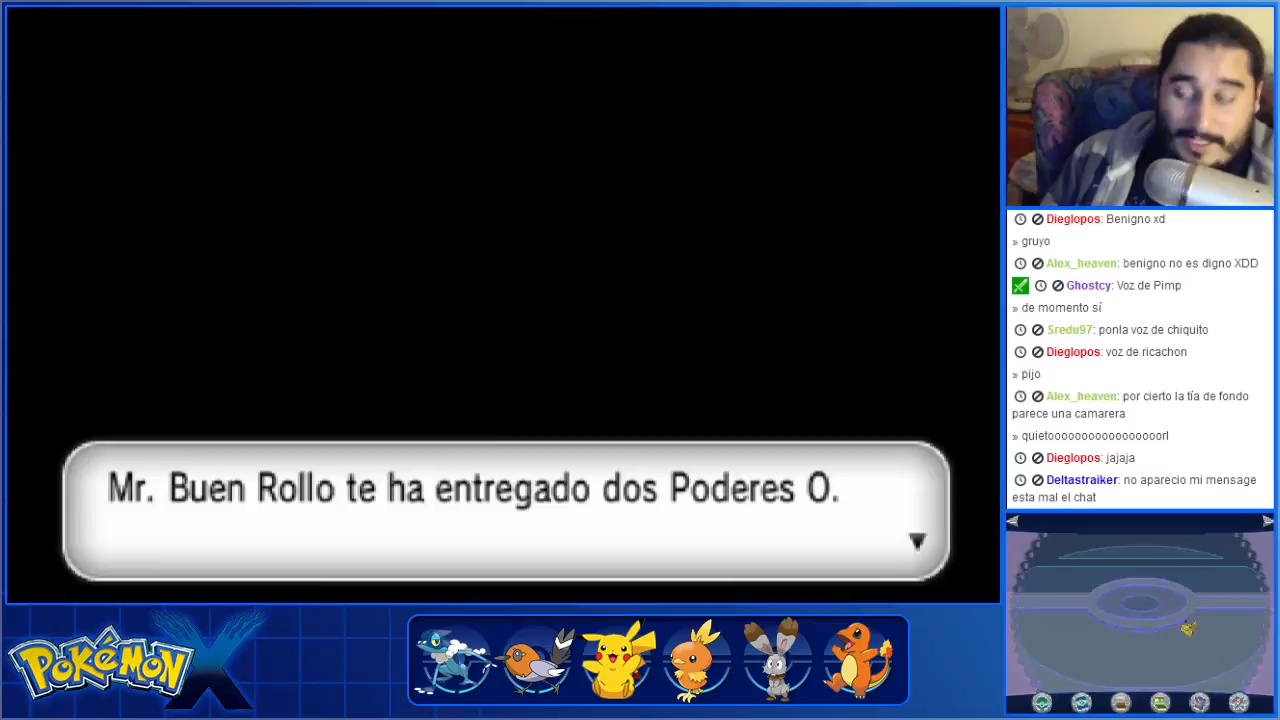 Dieglopos: Benigno xd
» gruyo
Alex_heaven: benigno no es digno XDD
Ghostcy: Voz de Pimp
» de momento sí
Sredu97: ponla voz de chiquito
Dieglopos: voz de ricachon
» pijo
Alex_heaven: por cierto la tía de fondo
parece una camarera
» quietooooooooooooooooorl
Dieglopos: jajaja
Deltastraiker: no aparecio mi mensage
esta mal el chat
Mr. Buen Rollo te ha entregado dos Poderes O.
POKéMON X